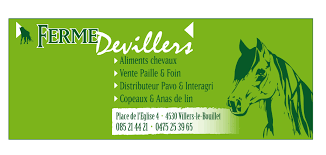 FERME Devillers
Aliments chevaux
Vente Paille & Foin
Distributeur Pavo & Interagri
Copeaux & Anas de lin
Place de l'Eglise 4 - 4530 Villers-le-Bouillet
085 21 44 21 - 0475 25 39 65